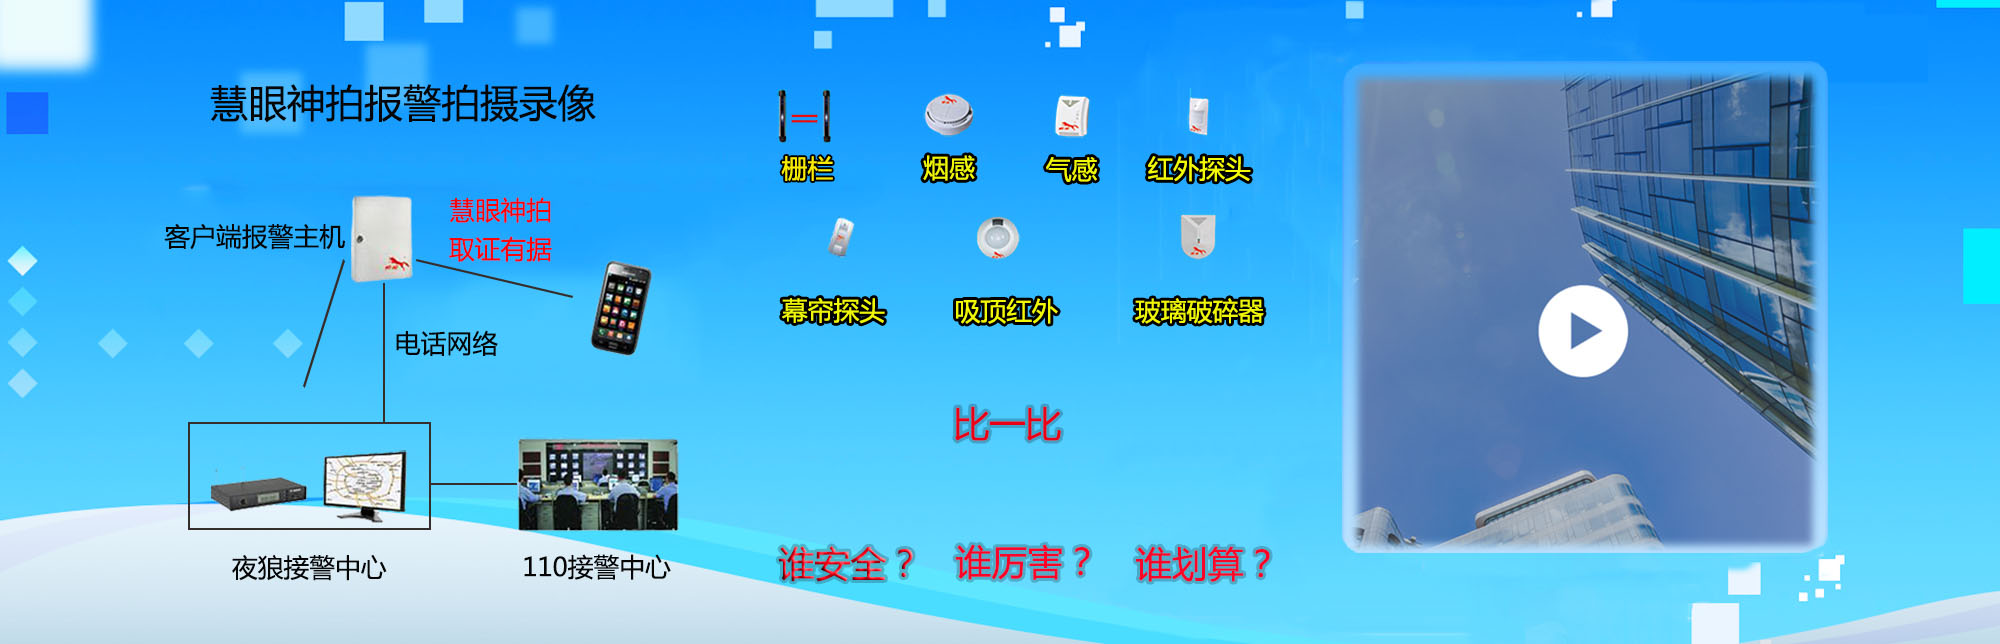 慧眼神拍报警拍摄录像
客户端报警主机
慧眼神拍
取证有据
电话网络
夜狼接警中心
110接警中心
栅栏
烟感
气感
红外探头
幕帘探头
吸顶红外
玻璃破碎器
比一比
谁安全？
谁厉害？
谁划算？